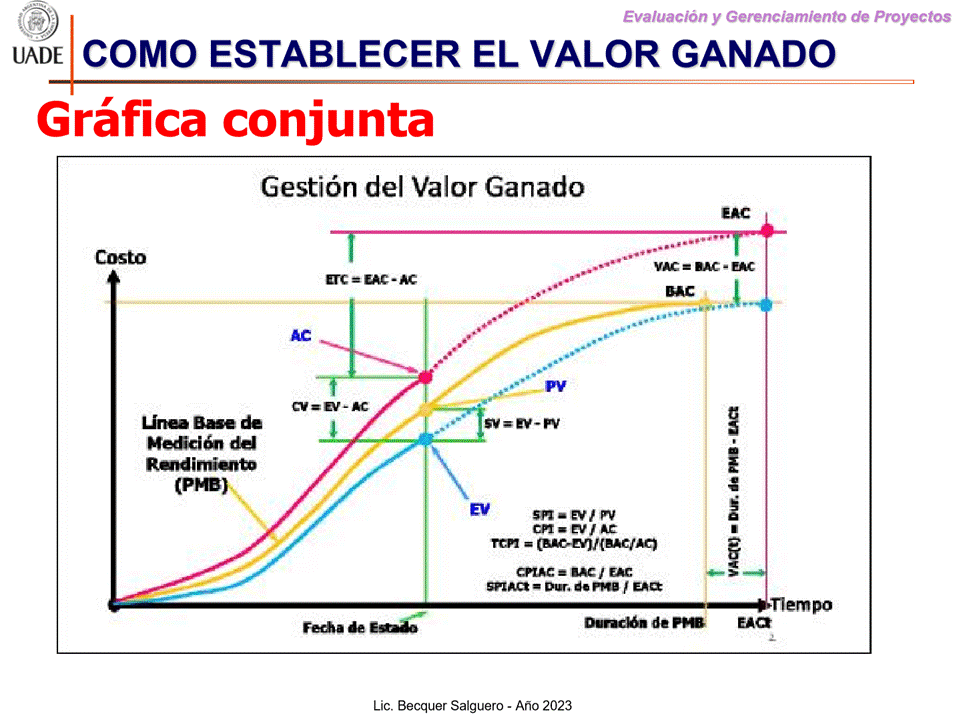 Evaluación y Gerenciamiento de Proyectos
UADE
COMO ESTABLECER EL VALOR GANADO
Gráfica conjunta
Gestión del Valor Ganado
EAC
Costo
ETC = EAC - AC
VAC = BAC - EAC
BAC
AC
PV
CV = EV - AC
SV = EV - PV
Línea Base de
Medición del
Rendimiento
(PMB)
VAC(t) = Dur. de PMB - EACt
EV
SPI = EV / PV
CPI = EV / AC
TCPI = (BAC-EV)/(BAC/AC)
CPIAC = BAC / EAC
SPIACt = Dur. de PMB / EACt
Tiempo
Fecha de Estado
Duración de PMB
EACt
Lic. Becquer Salguero - Año 2023